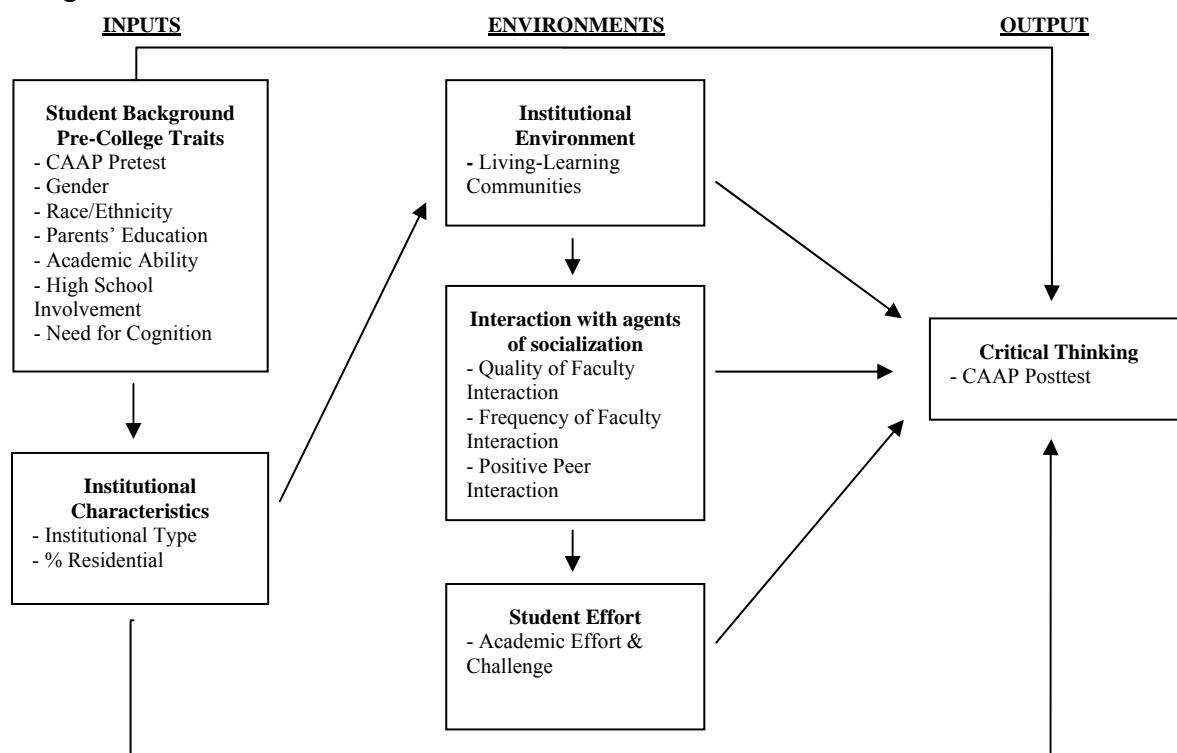 INPUTS
ENVIRONMENTS
OUTPUT
Student Background
Pre-College Traits
- CAAP Pretest
- Gender
- Race/Ethnicity
- Parents’ Education
- Academic Ability
- High School
Involvement
- Need for Cognition
Institutional
Characteristics
- Institutional Type
- % Residential
Institutional
Environment
- Living-Learning
Communities
Interaction with agents
of socialization
- Quality of Faculty
Interaction
- Frequency of Faculty
Interaction
- Positive Peer
Interaction
Student Effort
- Academic Effort &
Challenge
Critical Thinking
- CAAP Posttest